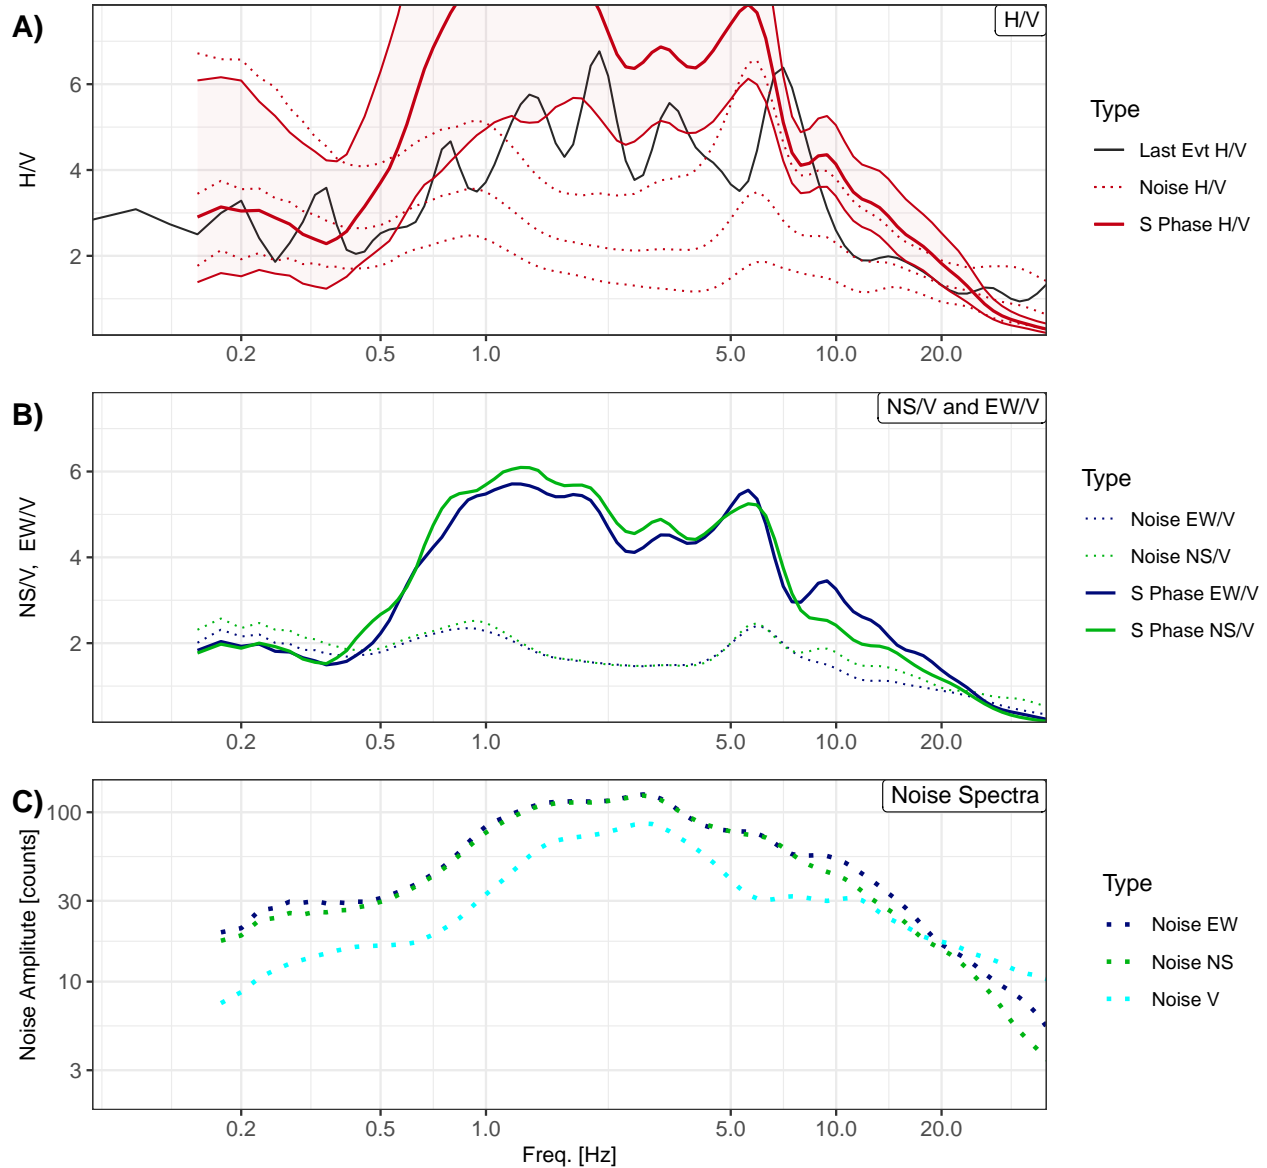 A)
H/V
6
4
2
H/V
0.2 0.5 1.0 5.0 10.0 20.0
Type
Last Evt H/V
Noise H/V
S Phase H/V
B)
NS/V and EW/V
6
4
2
NS/V, EW/V
0.2 0.5 1.0 5.0 10.0 20.0
Type
Noise EW/V
Noise NS/V
S Phase EW/V
S Phase NS/V
C)
Noise Spectra
100
30
10
3
Noise Amplitute [counts]
0.2 0.5 1.0 5.0 10.0 20.0
Freq. [Hz]
Type
Noise EW
Noise NS
Noise V